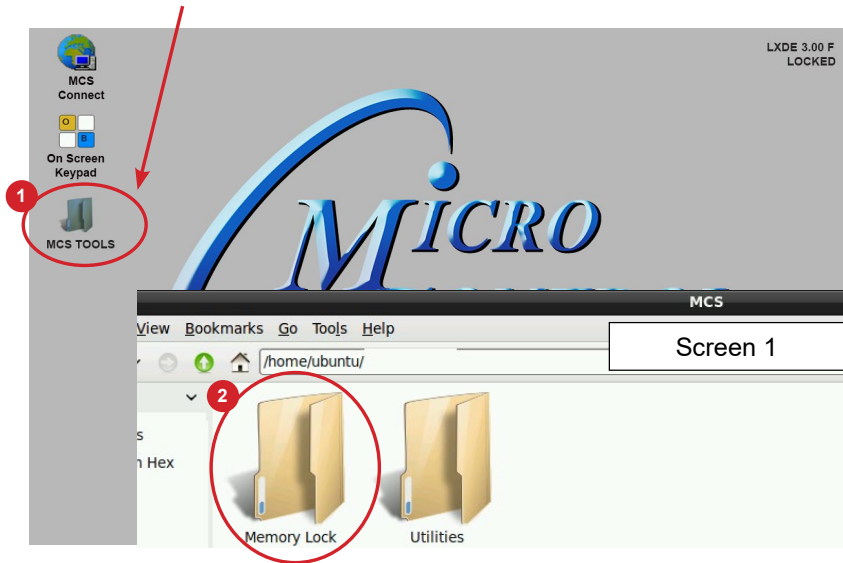 LXDE 3.00 F
LOCKED
MCS
Connect
O
B
On Screen
Keypad
1
MCS TOOLS
MICRO
MCS
View Bookmarks Go Tools Help
Screen 1
/home/ubuntu/
2
s
n Hex
Memory Lock
Utilities